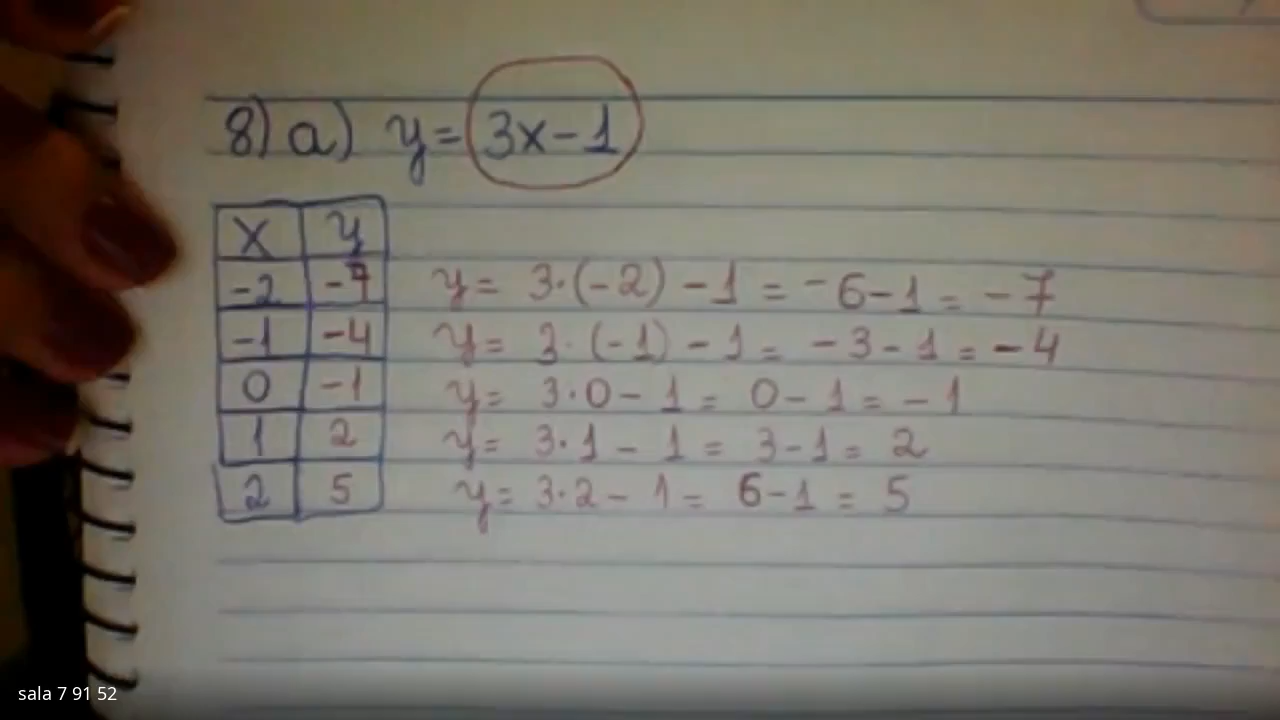 8) a) y = 3x - 1
x y
-2 -7 y = 3·(-2) - 1 = -6 - 1 = -7
-1 -4 y = 3·(-1) - 1 = -3 - 1 = -4
0 -1 y = 3·0 - 1 = 0 - 1 = -1
1 2 y = 3·1 - 1 = 3 - 1 = 2
2 5 y = 3·2 - 1 = 6 - 1 = 5
sala 7 91 52